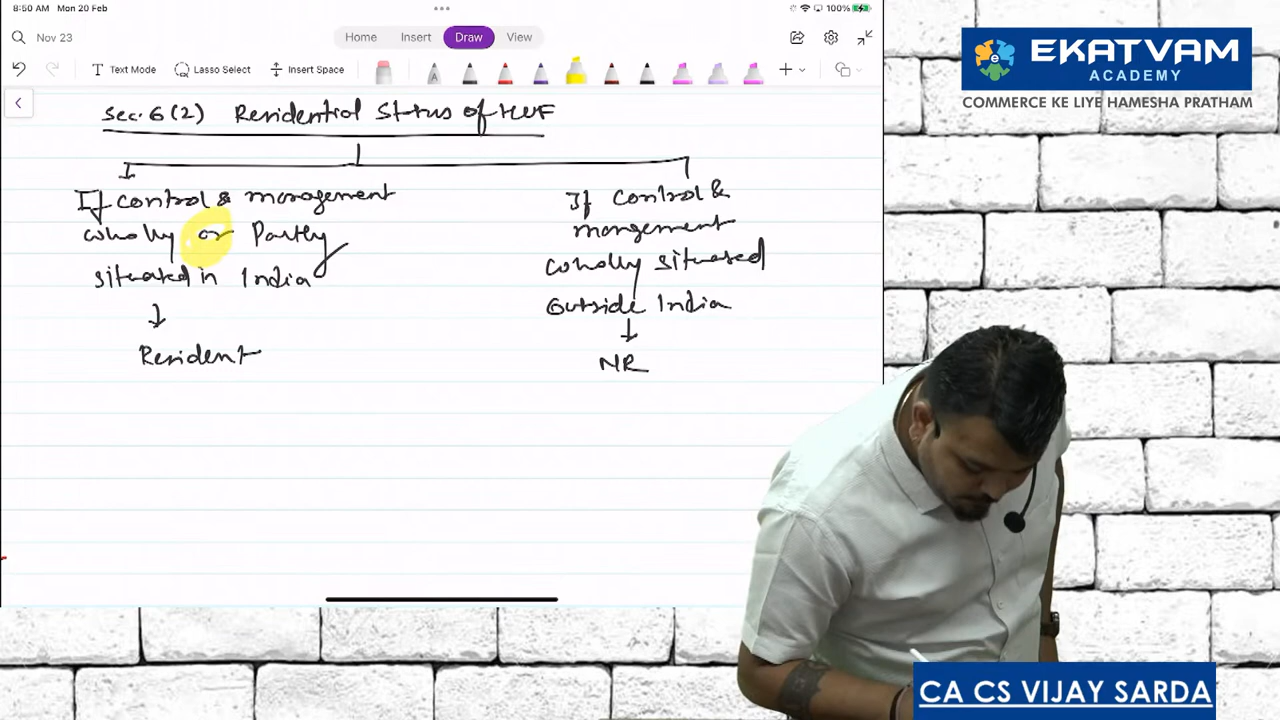 8:50 AM Mon 20 Feb
100%
Nov 23
Home Insert Draw View
Text Mode Lasso Select Insert Space
Sec. 6(2) Residential Status of HUF
If control & management
wholly or Partly
situated in India
↓
Resident
If control &
mangement
wholly situated
Outside India
↓
NR
EKATVAM
ACADEMY
COMMERCE KE LIYE HAMESHA PRATHAM
CA CS VIJAY SARDA